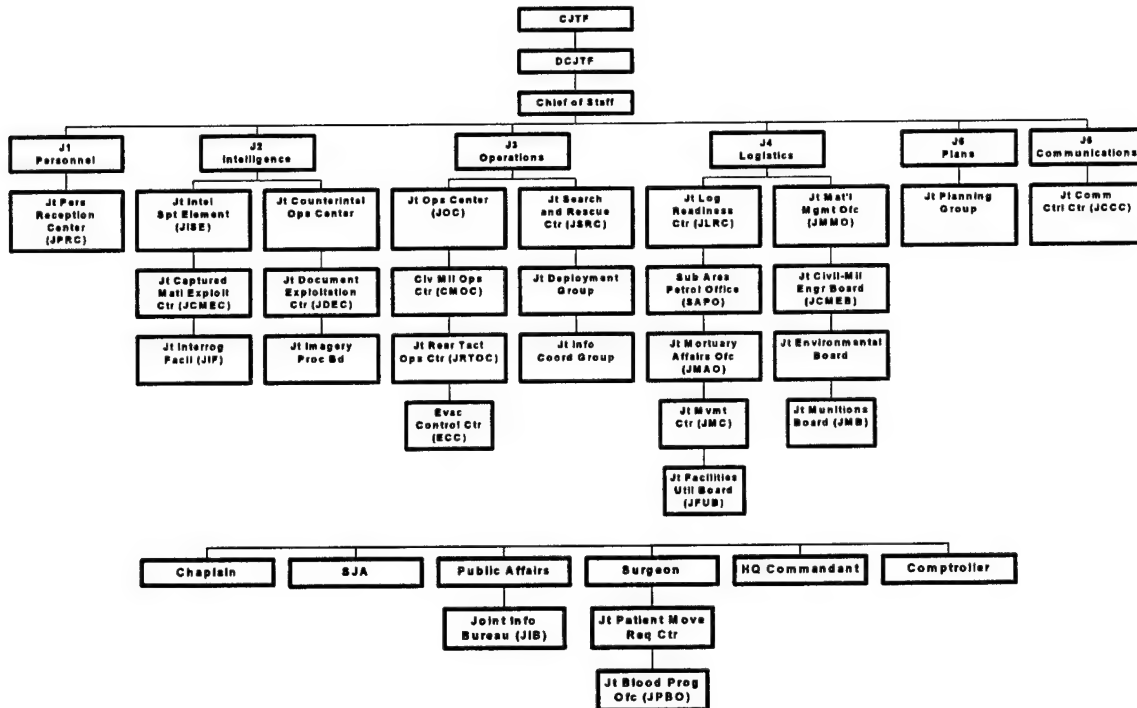 CJTF
DCJTF
Chief of Staff
J1
Personnel
J2
Intelligence
J3
Operations
J4
Logistics
J5
Plans
J6
Communications
Jt Pers
Reception
Center
(JPRC)
Jt Intel
Spt Element
(JISE)
Jt Counterintel
Ops Center
Jt Ops Center
(JOC)
Jt Search
and Rescue
Ctr (JSRC)
Jt Log
Readiness
Ctr (JLRC)
Jt Mat'l
Mgmt Ofc
(JMMO)
Jt Planning
Group
Jt Comm
Ctrl Ctr (JCCC)
Jt Captured
Matl Exploit
Ctr (JCMEC)
Jt Document
Exploitation
Ctr (JDEC)
Civ Mil Ops
Ctr (CMOC)
Jt Deployment
Group
Sub Area
Petrol Office
(SAPO)
Jt Civil-Mil
Engr Board
(JCMEB)
Jt Interrog
Facil (JIF)
Jt Imagery
Proc Bd
Jt Rear Tact
Ops Ctr (JRTOC)
Jt Info
Coord Group
Jt Mortuary
Affairs Ofc
(JMAO)
Jt Environmental
Board
Evac
Control Ctr
(ECC)
Jt Mvmt
Ctr (JMC)
Jt Munitions
Board (JMB)
Jt Facilities
Util Board
(JFUB)
Chaplain
SJA
Public Affairs
Surgeon
HQ Commandant
Comptroller
Joint Info
Bureau (JIB)
Jt Patient Move
Req Ctr
Jt Blood Prog
Ofc (JPBO)